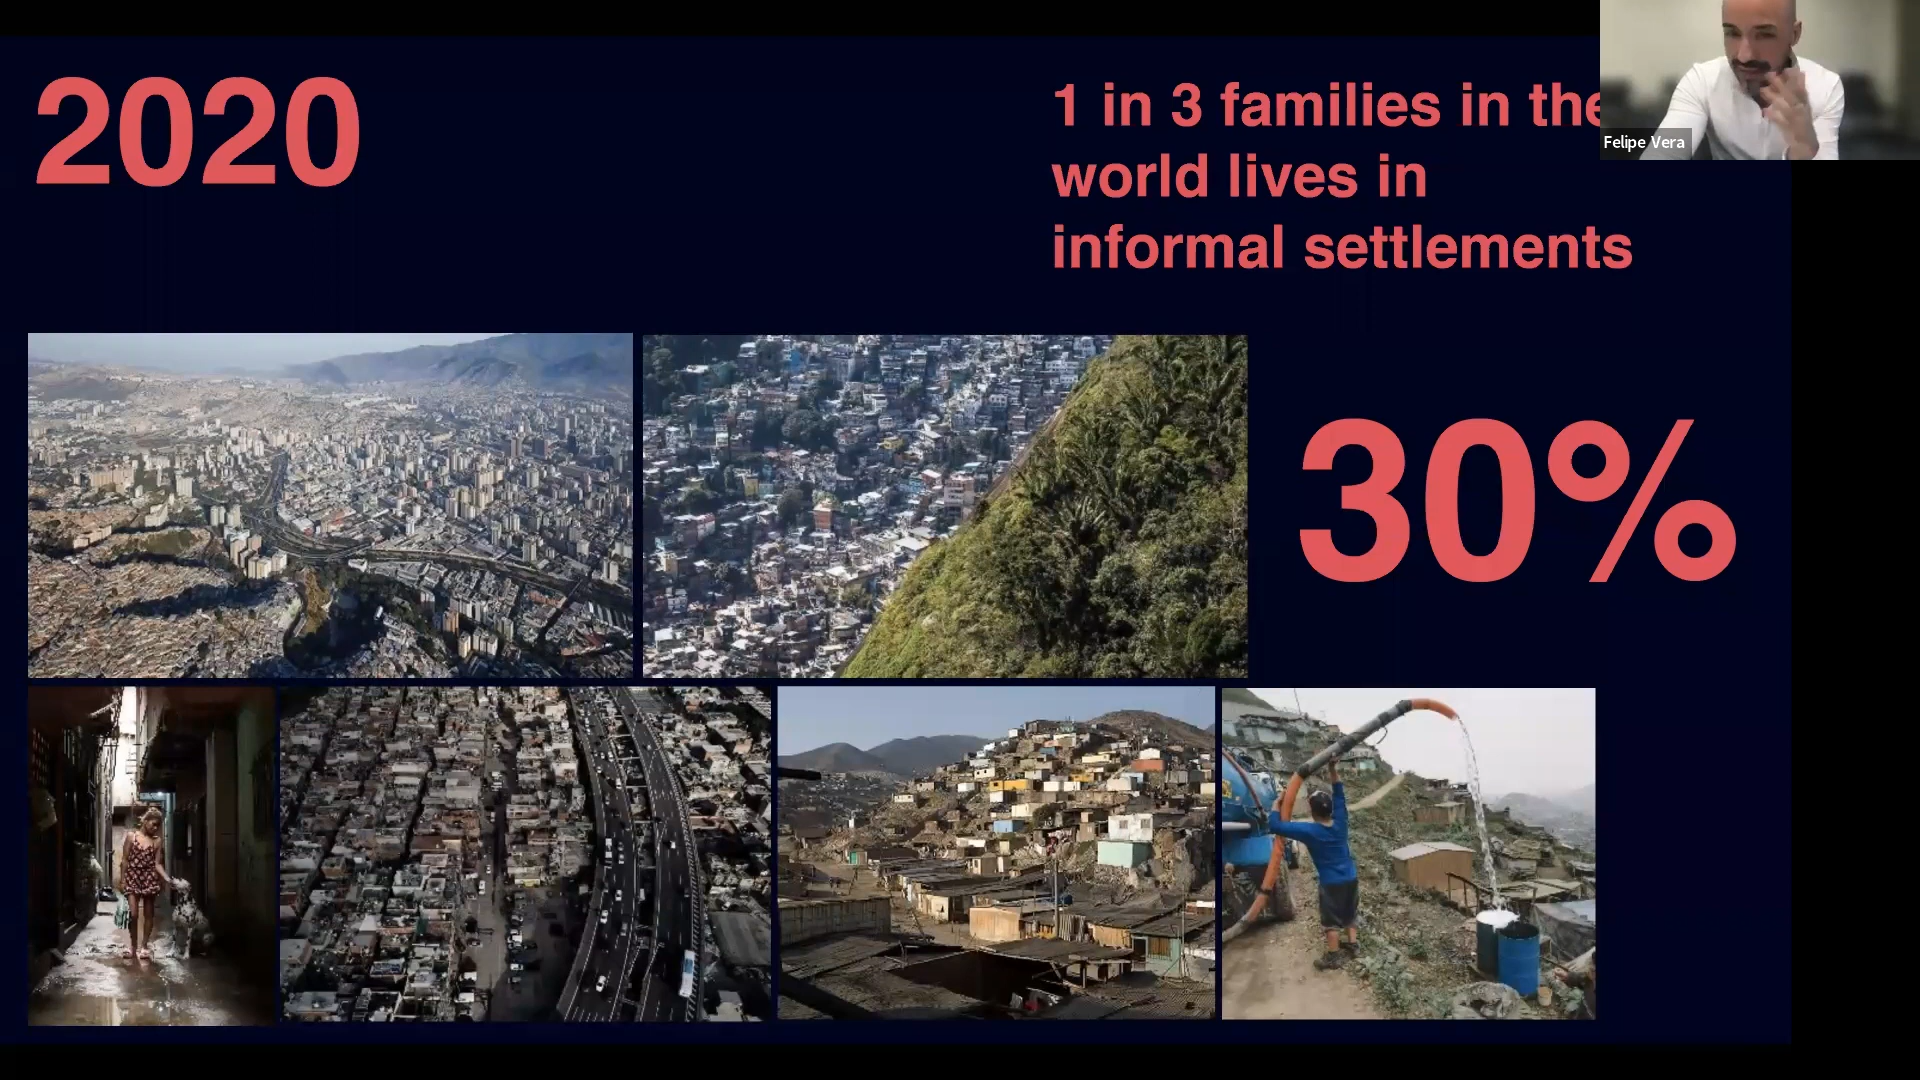 2020
1 in 3 families in the
world lives in
informal settlements
Felipe Vera
30%